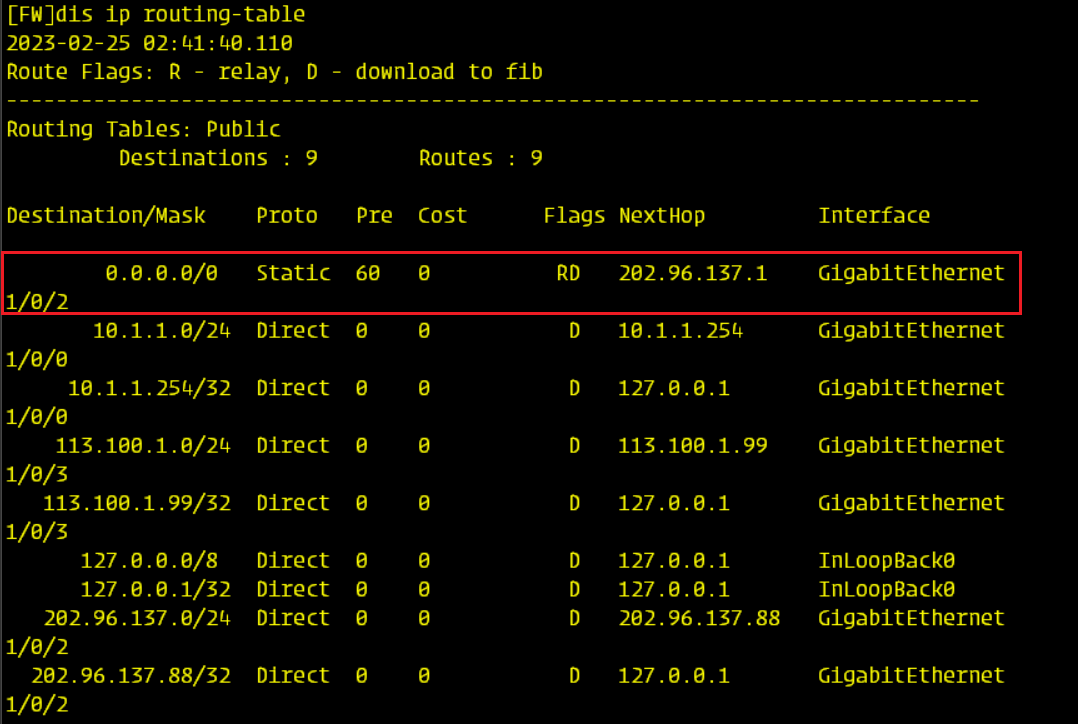 [FW]dis ip routing-table
2023-02-25 02:41:40.110
Route Flags: R - relay, D - download to fib
------------------------------------------------------------------------------
Routing Tables: Public
         Destinations : 9        Routes : 9

Destination/Mask    Proto   Pre  Cost      Flags NextHop         Interface

        0.0.0.0/0   Static  60   0          RD   202.96.137.1    GigabitEthernet
1/0/2
       10.1.1.0/24  Direct  0    0           D   10.1.1.254      GigabitEthernet
1/0/0
     10.1.1.254/32  Direct  0    0           D   127.0.0.1       GigabitEthernet
1/0/0
    113.100.1.0/24  Direct  0    0           D   113.100.1.99    GigabitEthernet
1/0/3
   113.100.1.99/32  Direct  0    0           D   127.0.0.1       GigabitEthernet
1/0/3
      127.0.0.0/8   Direct  0    0           D   127.0.0.1       InLoopBack0
      127.0.0.1/32  Direct  0    0           D   127.0.0.1       InLoopBack0
   202.96.137.0/24  Direct  0    0           D   202.96.137.88   GigabitEthernet
1/0/2
  202.96.137.88/32  Direct  0    0           D   127.0.0.1       GigabitEthernet
1/0/2